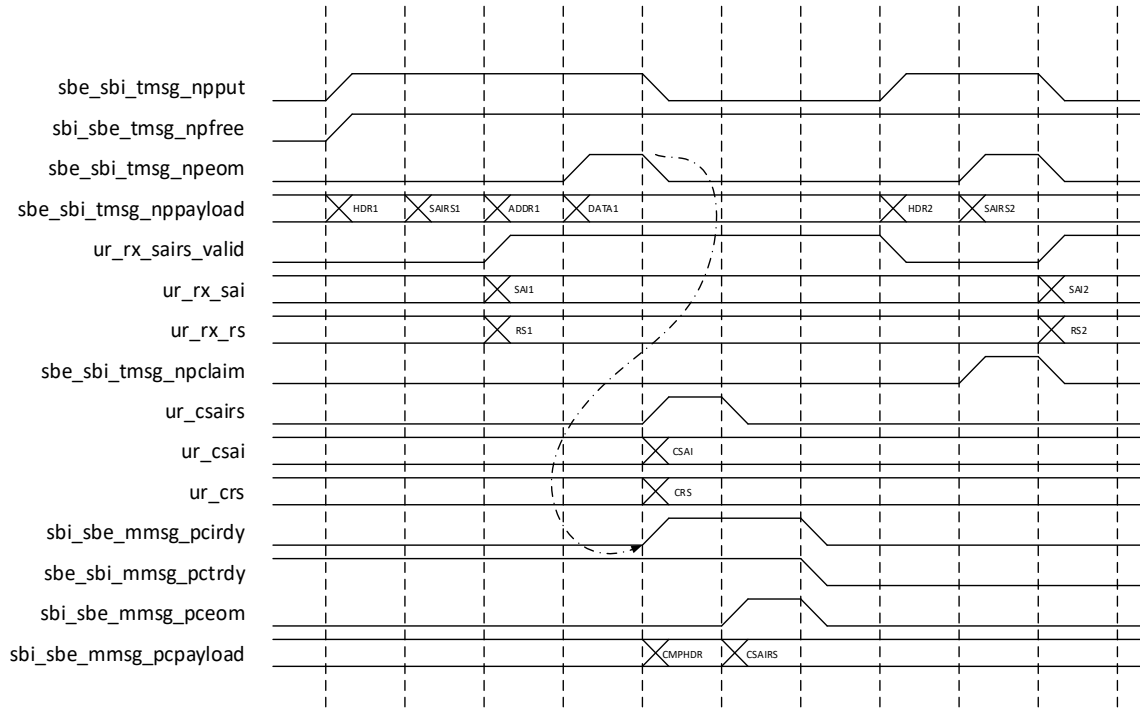 sbe_sbi_tmsg_npput
sbi_sbe_tmsg_npfree
sbe_sbi_tmsg_npeom
sbe_sbi_tmsg_nppayload HDR1 SAIRS1 ADDR1 DATA1 HDR2 SAIRS2
ur_rx_sairs_valid
ur_rx_sai SAI1 SAI2
ur_rx_rs RS1 RS2
sbe_sbi_tmsg_npclaim
ur_csairs
ur_csai CSAI
ur_crs CRS
sbi_sbe_mmsg_pcirdy
sbe_sbi_mmsg_pctrdy
sbi_sbe_mmsg_pceom
sbi_sbe_mmsg_pcpayload CMPHDR CSAIRS